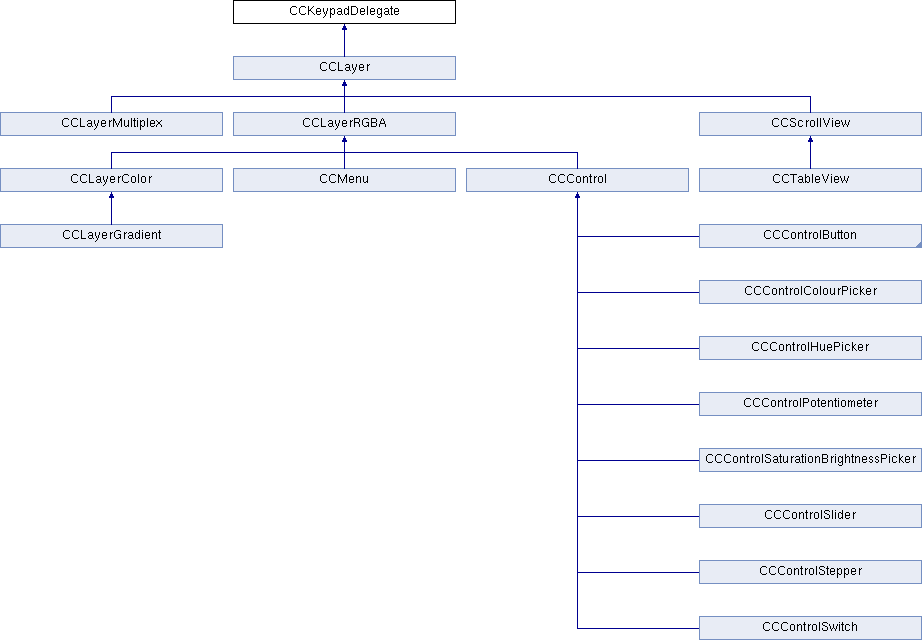 CCKeypadDelegate
CCLayer
CCLayerMultiplex
CCLayerRGBA
CCScrollView
CCLayerColor
CCMenu
CCControl
CCTableView
CCLayerGradient
CCControlButton
CCControlColourPicker
CCControlHuePicker
CCControlPotentiometer
CCControlSaturationBrightnessPicker
CCControlSlider
CCControlStepper
CCControlSwitch